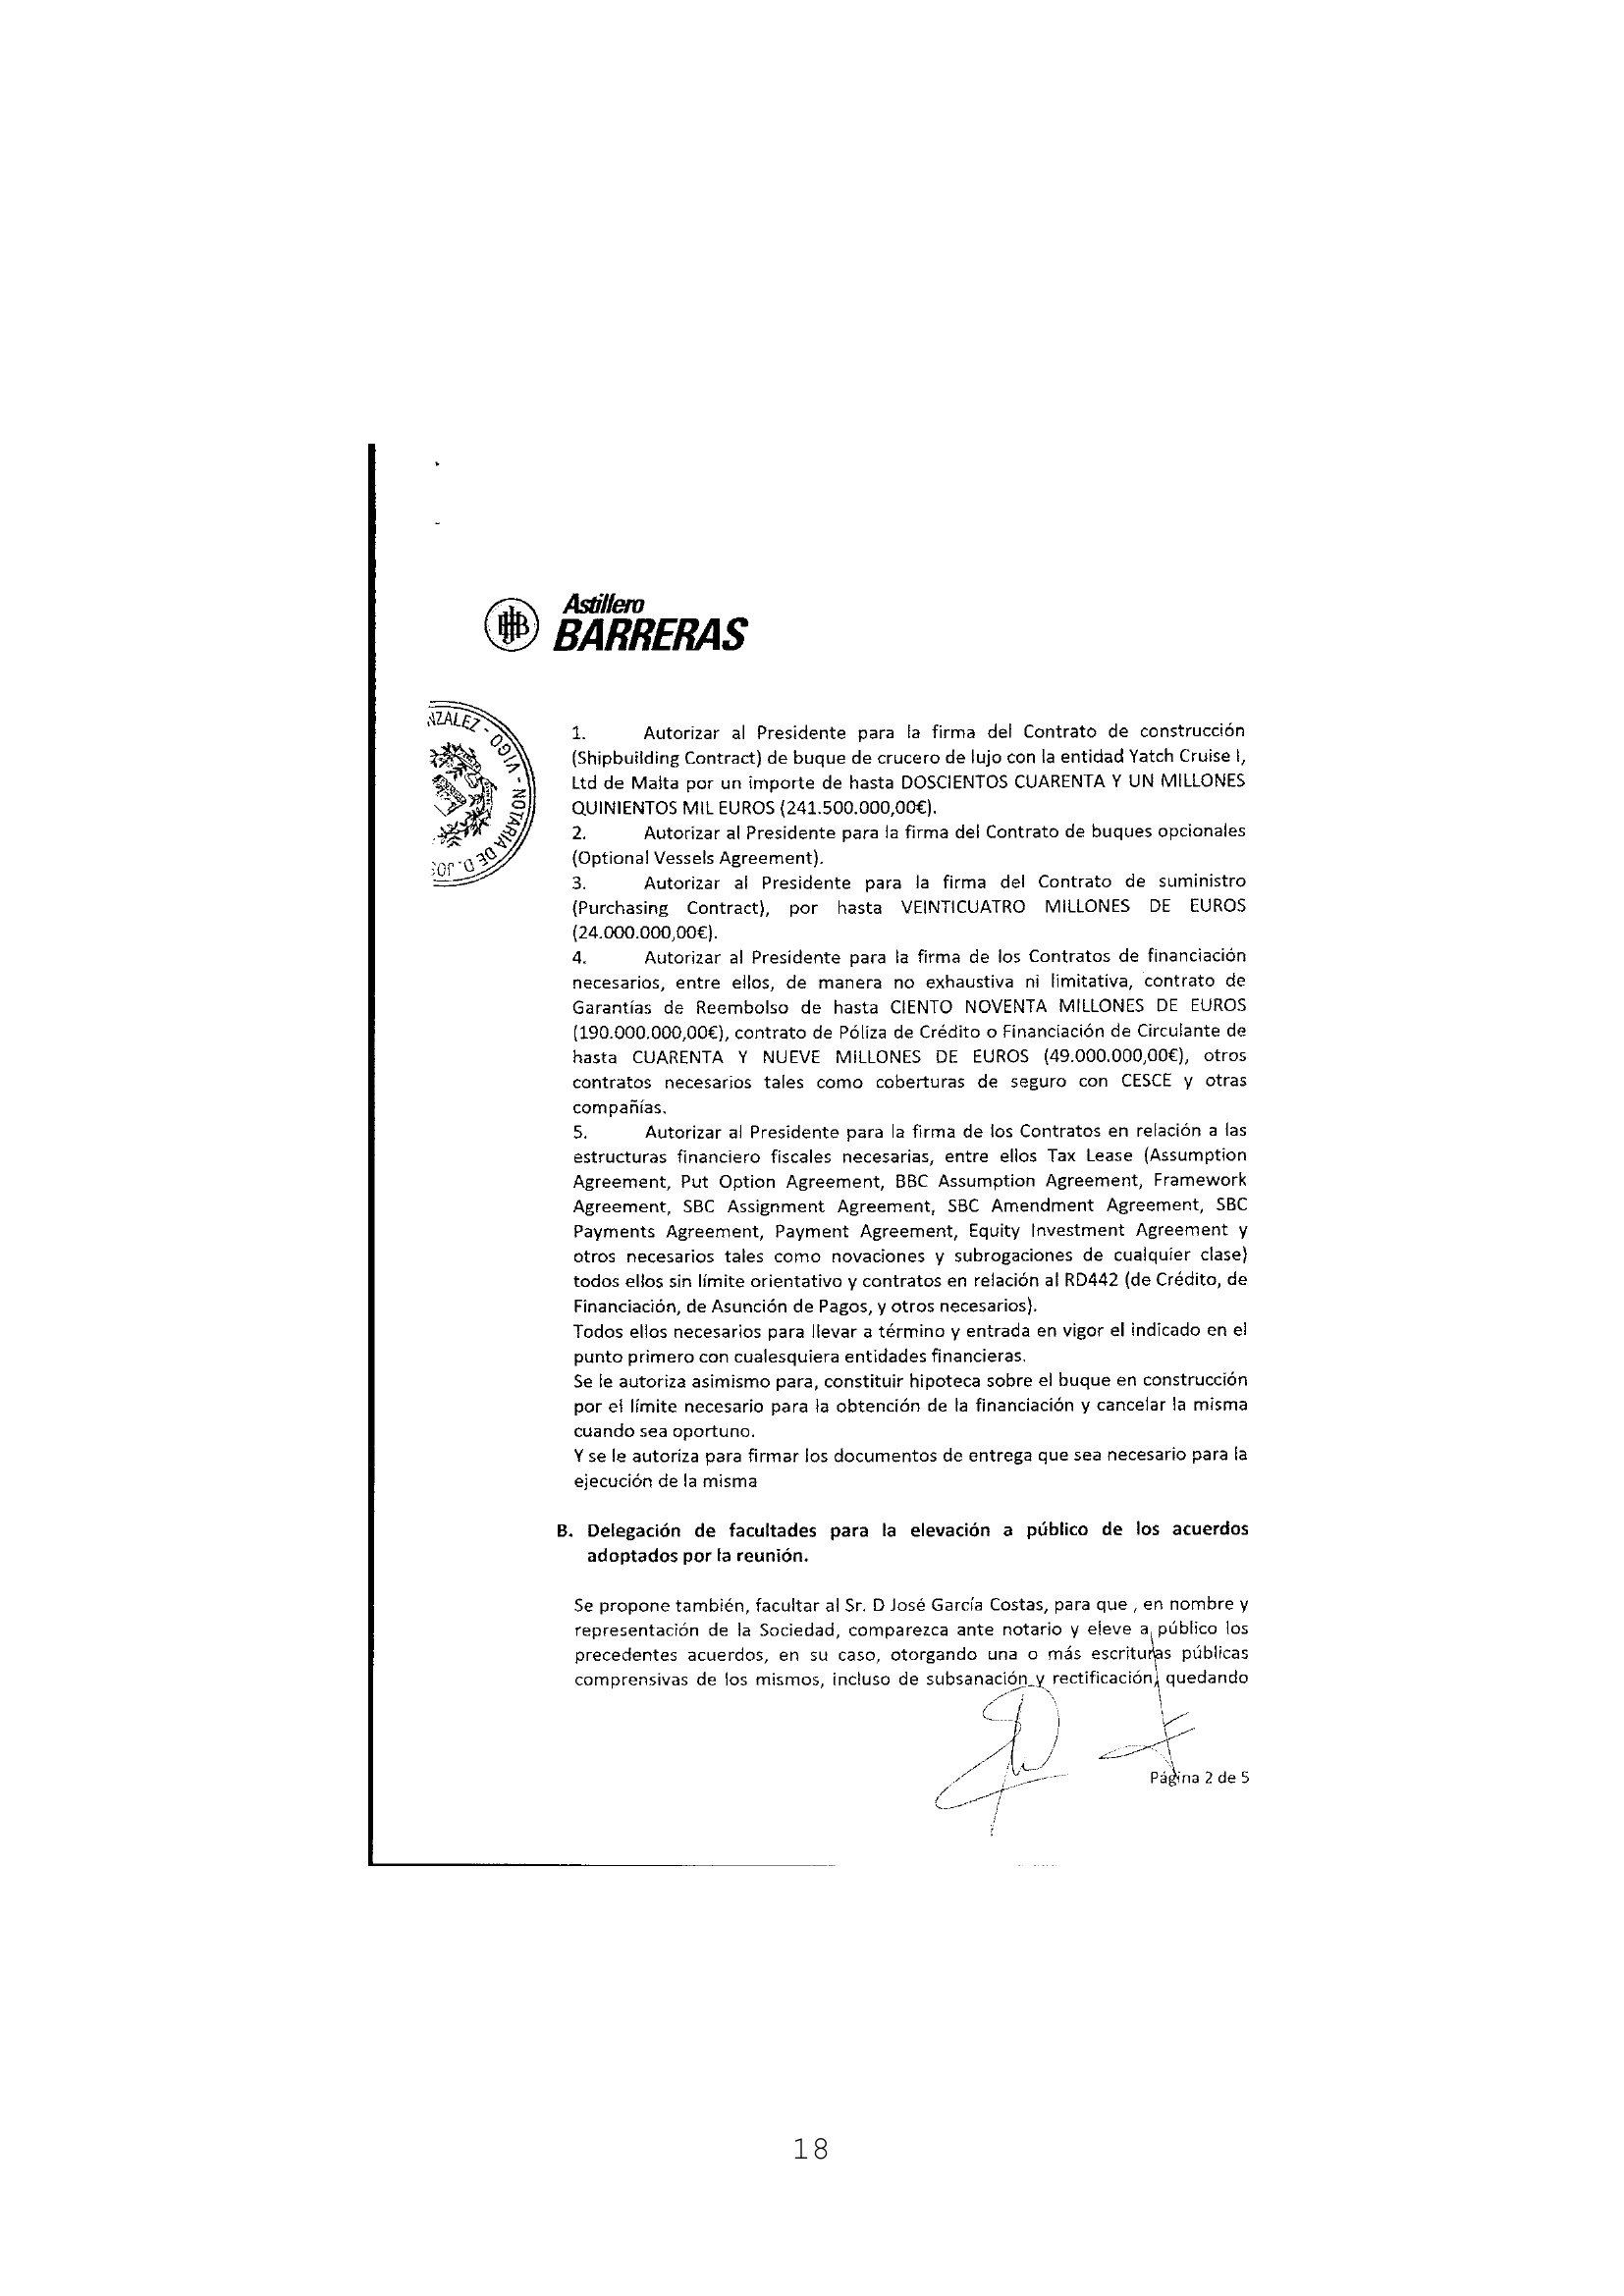 Astillero
BARRERAS
NZALEZ - VIGO - NOTARIA DE D. JOS
1. Autorizar al Presidente para la firma del Contrato de construcción
(Shipbuilding Contract) de buque de crucero de lujo con la entidad Yatch Cruise I,
Ltd de Malta por un importe de hasta DOSCIENTOS CUARENTA Y UN MILLONES
QUINIENTOS MIL EUROS (241.500.000,00€).
2. Autorizar al Presidente para la firma del Contrato de buques opcionales
(Optional Vessels Agreement).
3. Autorizar al Presidente para la firma del Contrato de suministro
(Purchasing Contract), por hasta VEINTICUATRO MILLONES DE EUROS
(24.000.000,00€).
4. Autorizar al Presidente para la firma de los Contratos de financiación
necesarios, entre ellos, de manera no exhaustiva ni limitativa, contrato de
Garantías de Reembolso de hasta CIENTO NOVENTA MILLONES DE EUROS
(190.000.000,00€), contrato de Póliza de Crédito o Financiación de Circulante de
hasta CUARENTA Y NUEVE MILLONES DE EUROS (49.000.000,00€), otros
contratos necesarios tales como coberturas de seguro con CESCE y otras
compañías.
5. Autorizar al Presidente para la firma de los Contratos en relación a las
estructuras financiero fiscales necesarias, entre ellos Tax Lease (Assumption
Agreement, Put Option Agreement, BBC Assumption Agreement, Framework
Agreement, SBC Assignment Agreement, SBC Amendment Agreement, SBC
Payments Agreement, Payment Agreement, Equity Investment Agreement y
otros necesarios tales como novaciones y subrogaciones de cualquier clase)
todos ellos sin límite orientativo y contratos en relación al RD442 (de Crédito, de
Financiación, de Asunción de Pagos, y otros necesarios).
Todos ellos necesarios para llevar a término y entrada en vigor el indicado en el
punto primero con cualesquiera entidades financieras.
Se le autoriza asimismo para, constituir hipoteca sobre el buque en construcción
por el límite necesario para la obtención de la financiación y cancelar la misma
cuando sea oportuno.
Y se le autoriza para firmar los documentos de entrega que sea necesario para la
ejecución de la misma
B. Delegación de facultades para la elevación a público de los acuerdos
adoptados por la reunión.
Se propone también, facultar al Sr. D José García Costas, para que , en nombre y
representación de la Sociedad, comparezca ante notario y eleve a público los
precedentes acuerdos, en su caso, otorgando una o más escrituras públicas
comprensivas de los mismos, incluso de subsanación y rectificación, quedando
Página 2 de 5
18